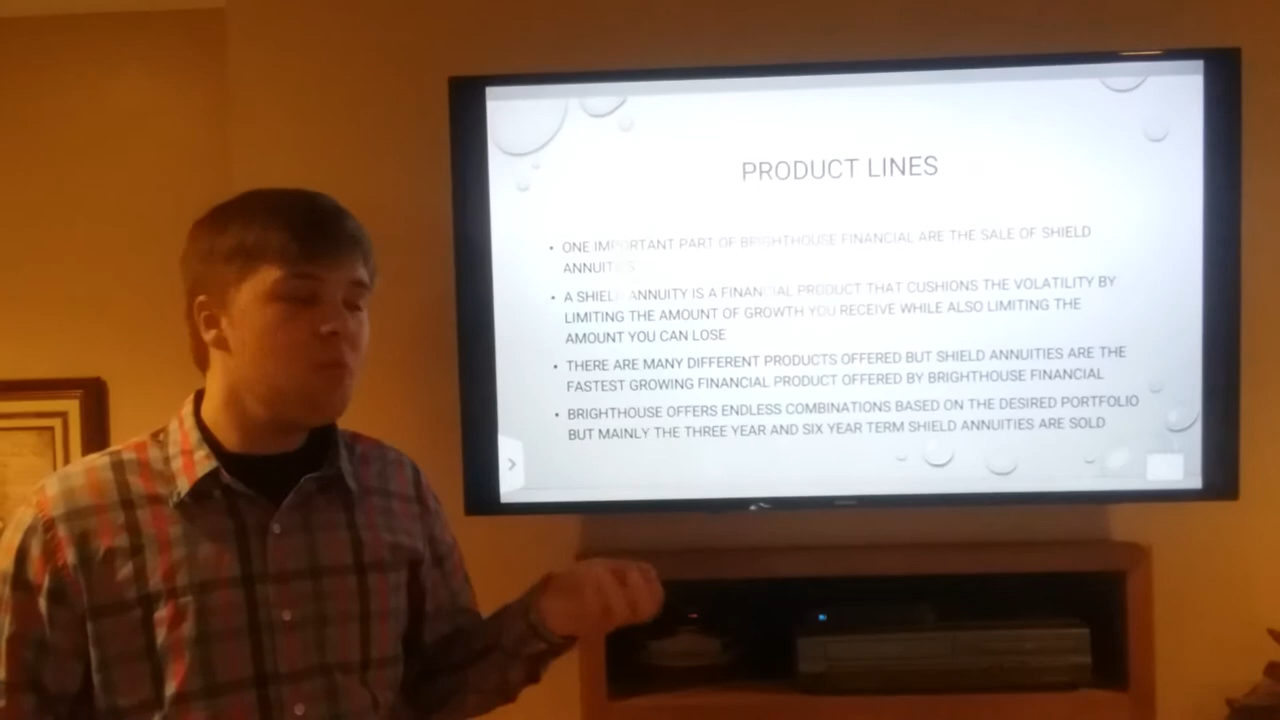 PRODUCT LINES
• ONE IMPORTANT PART OF BRIGHTHOUSE FINANCIAL ARE THE SALE OF SHIELD
ANNUITIES
• A SHIELD ANNUITY IS A FINANCIAL PRODUCT THAT CUSHIONS THE VOLATILITY BY
LIMITING THE AMOUNT OF GROWTH YOU RECEIVE WHILE ALSO LIMITING THE
AMOUNT YOU CAN LOSE
• THERE ARE MANY DIFFERENT PRODUCTS OFFERED BUT SHIELD ANNUITIES ARE THE
FASTEST GROWING FINANCIAL PRODUCT OFFERED BY BRIGHTHOUSE FINANCIAL
• BRIGHTHOUSE OFFERS ENDLESS COMBINATIONS BASED ON THE DESIRED PORTFOLIO
BUT MAINLY THE THREE YEAR AND SIX YEAR TERM SHIELD ANNUITIES ARE SOLD